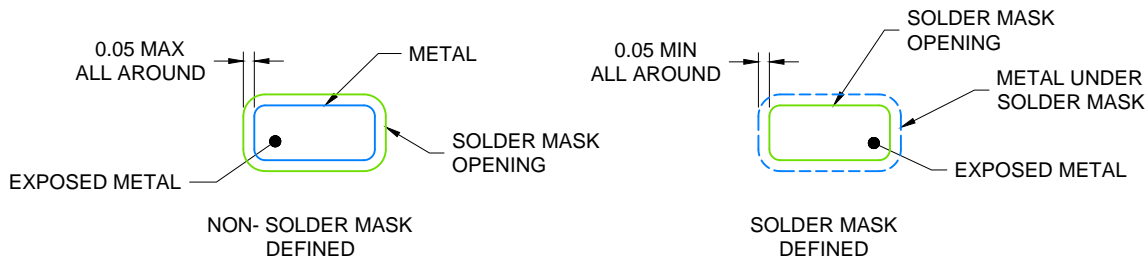 0.05 MAX
ALL AROUND
METAL
SOLDER MASK
OPENING
EXPOSED METAL
NON- SOLDER MASK
DEFINED
SOLDER MASK
OPENING
0.05 MIN
ALL AROUND
METAL UNDER
SOLDER MASK
EXPOSED METAL
SOLDER MASK
DEFINED